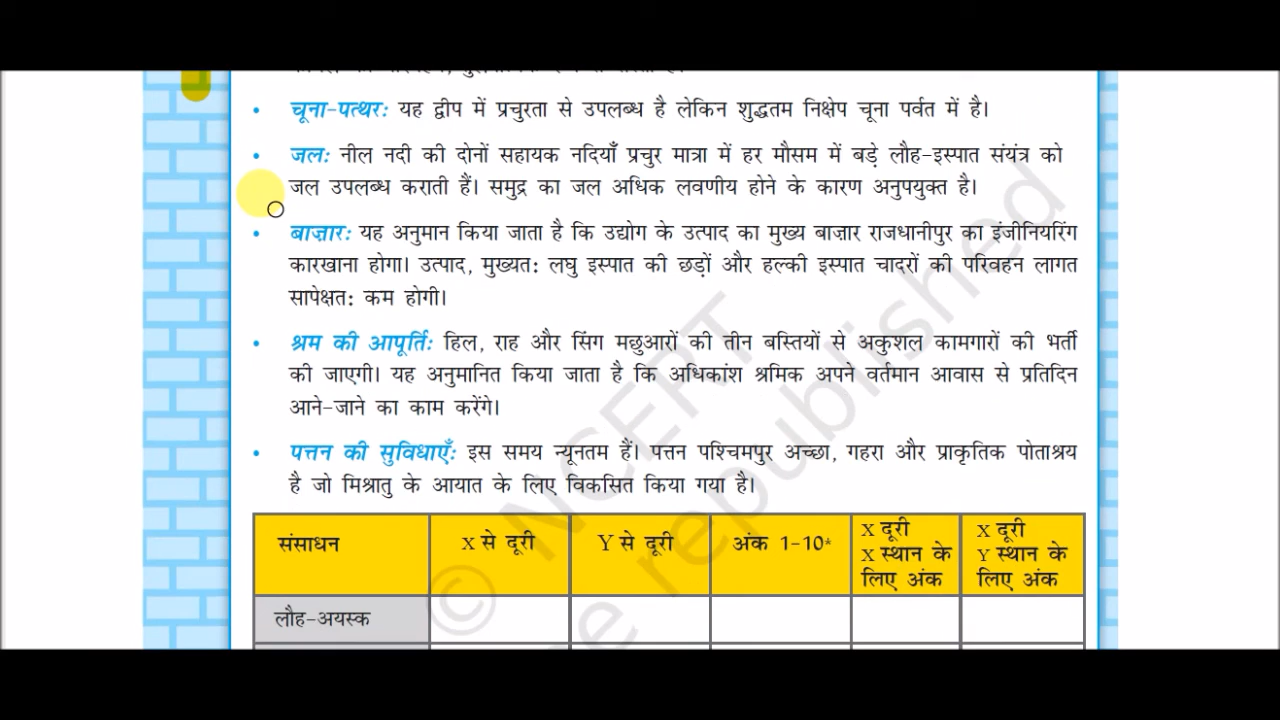 • चूना-पत्थर: यह द्वीप में प्रचुरता से उपलब्ध है लेकिन शुद्धतम निक्षेप चूना पर्वत में है।
• जल: नील नदी की दोनों सहायक नदियाँ प्रचुर मात्रा में हर मौसम में बड़े लौह-इस्पात संयंत्र को
जल उपलब्ध कराती हैं। समुद्र का जल अधिक लवणीय होने के कारण अनुपयुक्त है।
• बाज़ार: यह अनुमान किया जाता है कि उद्योग के उत्पाद का मुख्य बाज़ार राजधानीपुर का इंजीनियरिंग
कारखाना होगा। उत्पाद, मुख्यत: लघु इस्पात की छड़ों और हल्की इस्पात चादरों की परिवहन लागत
सापेक्षत: कम होगी।
• श्रम की आपूर्ति: हिल, राह और सिंग मछुआरों की तीन बस्तियों से अकुशल कामगारों की भर्ती
की जाएगी। यह अनुमानित किया जाता है कि अधिकांश श्रमिक अपने वर्तमान आवास से प्रतिदिन
आने-जाने का काम करेंगे।
• पत्तन की सुविधाएँ: इस समय न्यूनतम हैं। पत्तन पश्चिमपुर अच्छा, गहरा और प्राकृतिक पोताश्रय
है जो मिश्रातु के आयात के लिए विकसित किया गया है।
संसाधन X से दूरी Y से दूरी अंक 1-10* X दूरी X स्थान के लिए अंक X दूरी Y स्थान के लिए अंक
लौह-अयस्क
© NCERT
be republished